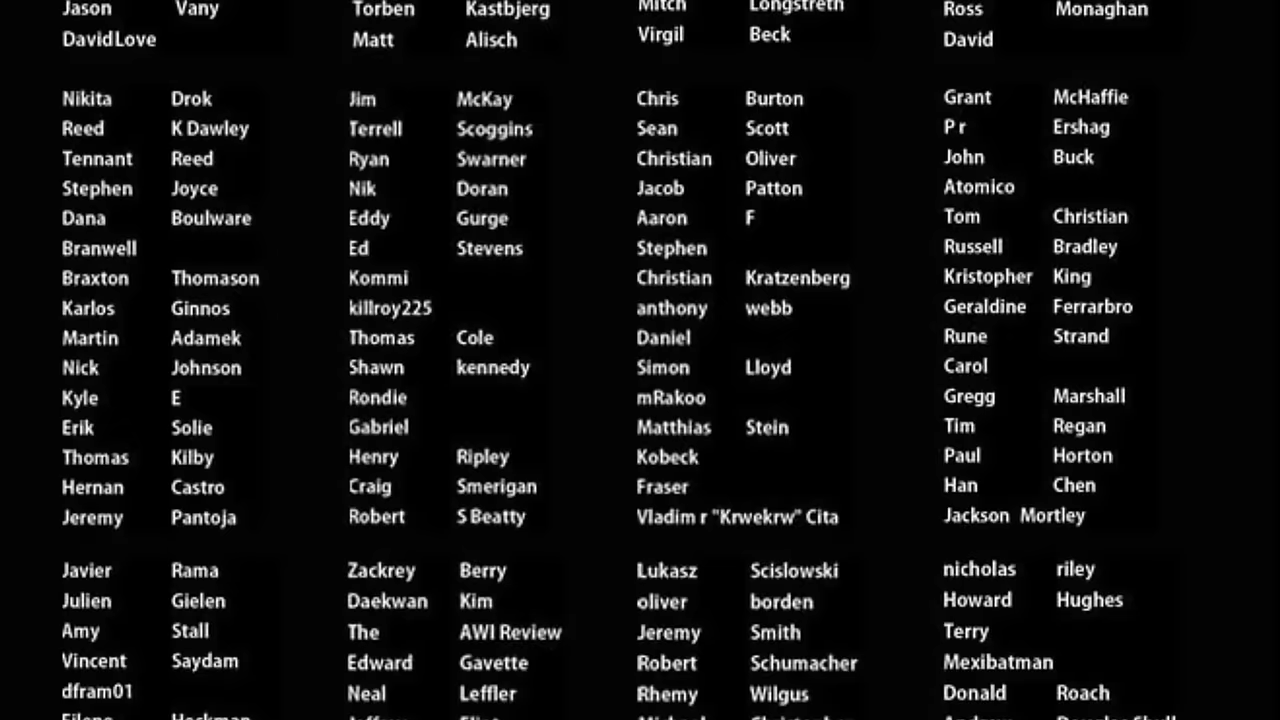 Jason Vany Torben Kastbjerg Mitch Longstreth Ross Monaghan
DavidLove Matt Alisch Virgil Beck David
Nikita Drok Jim McKay Chris Burton Grant McHaffie
Reed K Dawley Terrell Scoggins Sean Scott P r Ershag
Tennant Reed Ryan Swarner Christian Oliver John Buck
Stephen Joyce Nik Doran Jacob Patton Atomico
Dana Boulware Eddy Gurge Aaron F Tom Christian
Branwell Ed Stevens Stephen Russell Bradley
Braxton Thomason Kommi Christian Kratzenberg Kristopher King
Karlos Ginnos killroy225 anthony webb Geraldine Ferrarbro
Martin Adamek Thomas Cole Daniel Rune Strand
Nick Johnson Shawn kennedy Simon Lloyd Carol
Kyle E Rondie mRakoo Gregg Marshall
Erik Solie Gabriel Matthias Stein Tim Regan
Thomas Kilby Henry Ripley Kobeck Paul Horton
Hernan Castro Craig Smerigan Fraser Han Chen
Jeremy Pantoja Robert S Beatty Vladim r "Krwekrw" Cita Jackson Mortley
Javier Rama Zackrey Berry Lukasz Scislowski nicholas riley
Julien Gielen Daekwan Kim oliver borden Howard Hughes
Amy Stall The AWI Review Jeremy Smith Terry
Vincent Saydam Edward Gavette Robert Schumacher Mexibatman
dfram01 Neal Leffler Rhemy Wilgus Donald Roach